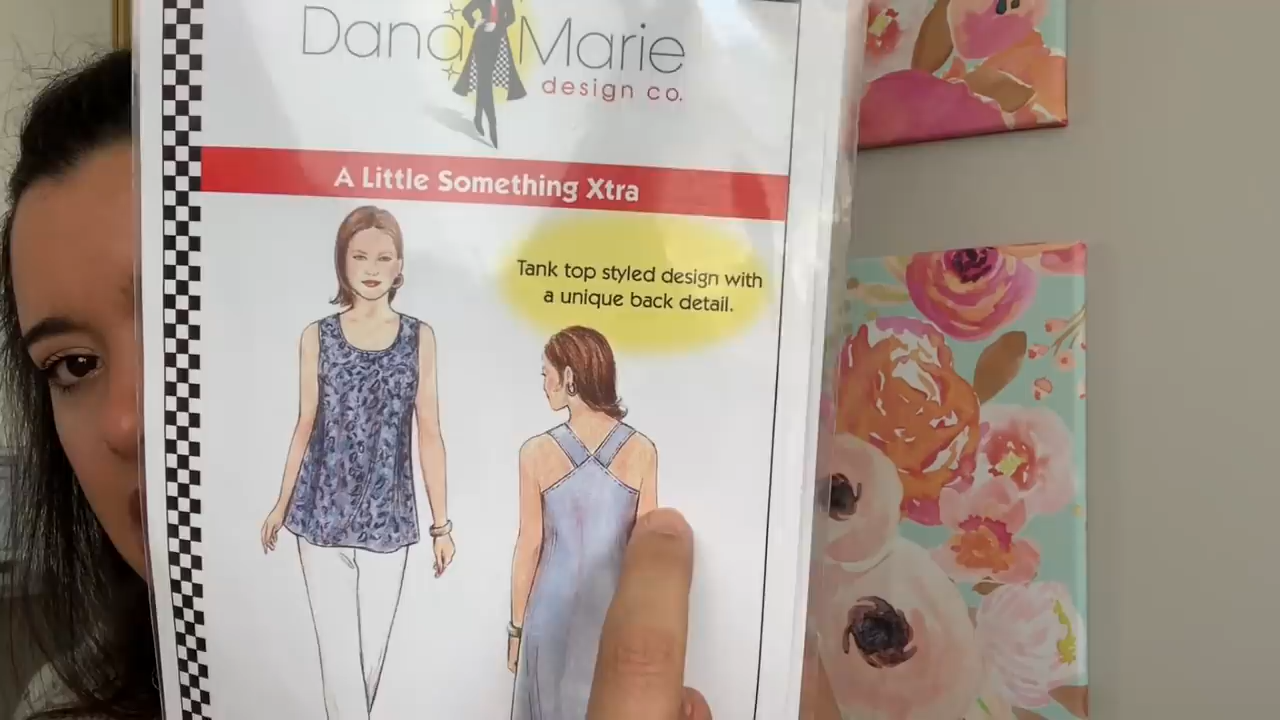 Dana Marie
design co.
A Little Something Xtra
Tank top styled design with
a unique back detail.